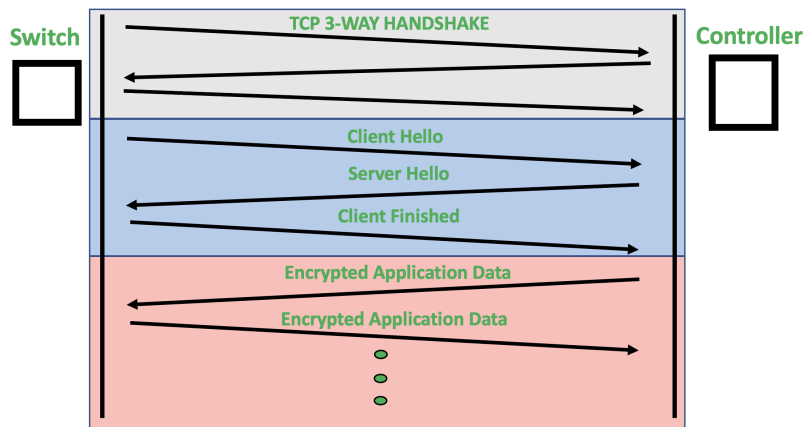 TCP 3-WAY HANDSHAKE
Switch
Controller
Client Hello
Server Hello
Client Finished
Encrypted Application Data
Encrypted Application Data